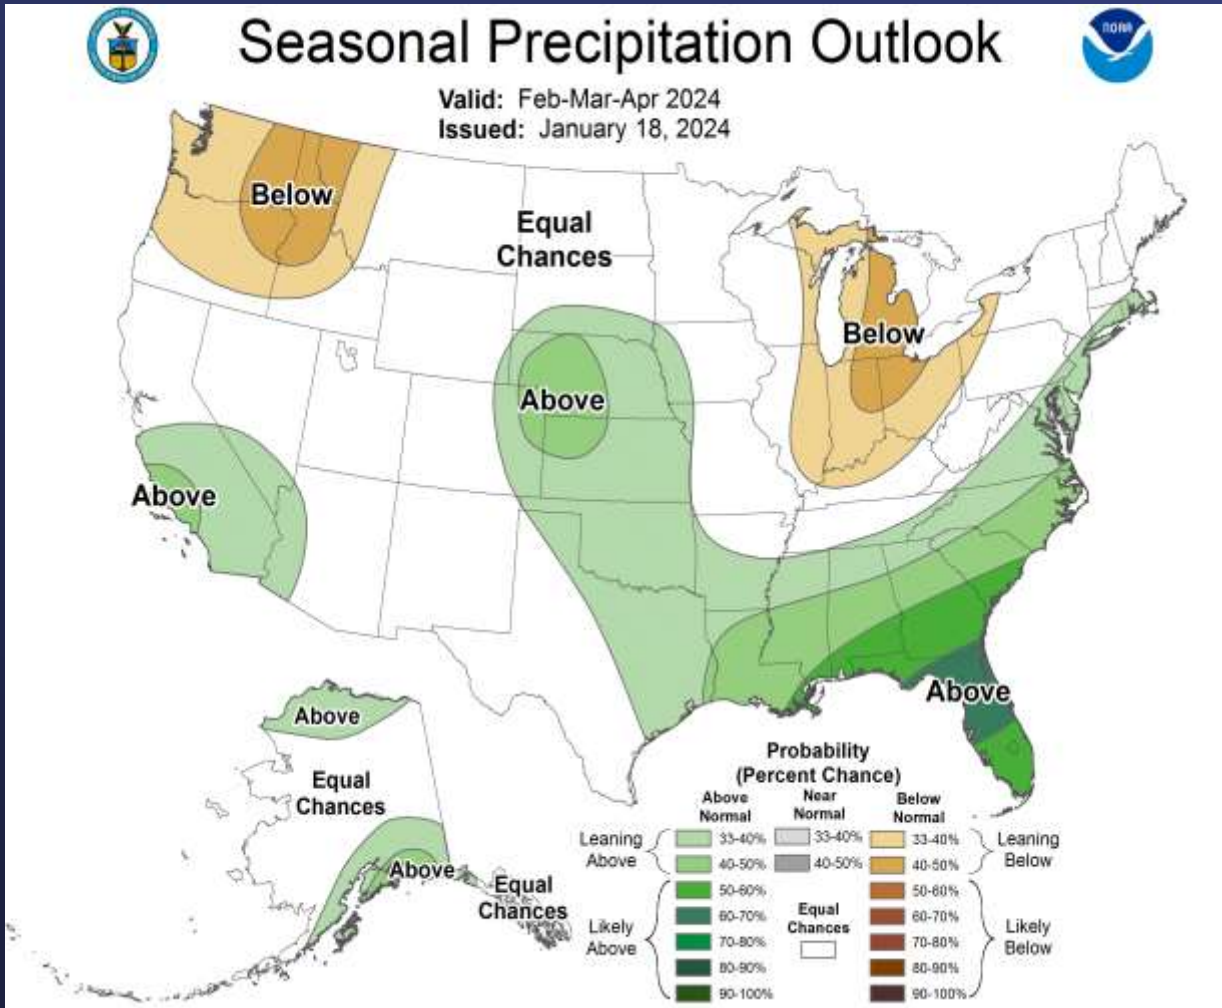 Seasonal Precipitation Outlook
NOAA
Valid: Feb-Mar-Apr 2024
Issued: January 18, 2024
Below
Equal
Chances
Below
Above
Above
Above
Above
Equal
Chances
Above
Equal
Chances
Probability
(Percent Chance)
Above
Normal
Near
Normal
Below
Normal
Leaning
Above
33-40%
33-40%
33-40%
Leaning
Below
40-50%
40-50%
40-50%
Likely
Above
50-60%
60-70%
70-80%
80-90%
90-100%
Equal
Chances
50-60%
60-70%
70-80%
80-90%
90-100%
Likely
Below